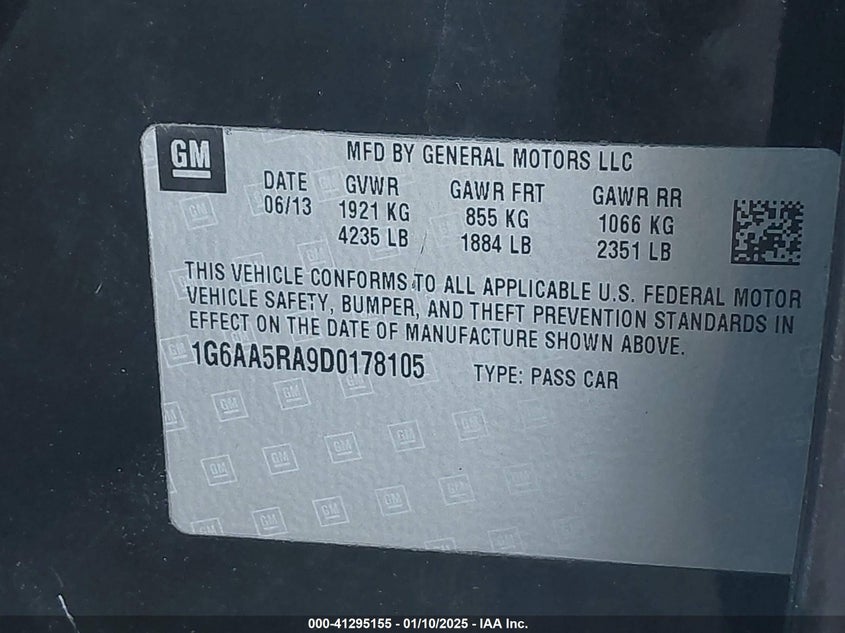 GM MFD BY GENERAL MOTORS LLC
DATE GVWR GAWR FRT GAWR RR
06/13 1921 KG 855 KG 1066 KG
4235 LB 1884 LB 2351 LB
THIS VEHICLE CONFORMS TO ALL APPLICABLE U.S. FEDERAL MOTOR
VEHICLE SAFETY, BUMPER, AND THEFT PREVENTION STANDARDS IN
EFFECT ON THE DATE OF MANUFACTURE SHOWN ABOVE.
1G6AA5RA9D0178105 TYPE: PASS CAR
000-41295155 - 01/10/2025 - IAA Inc.